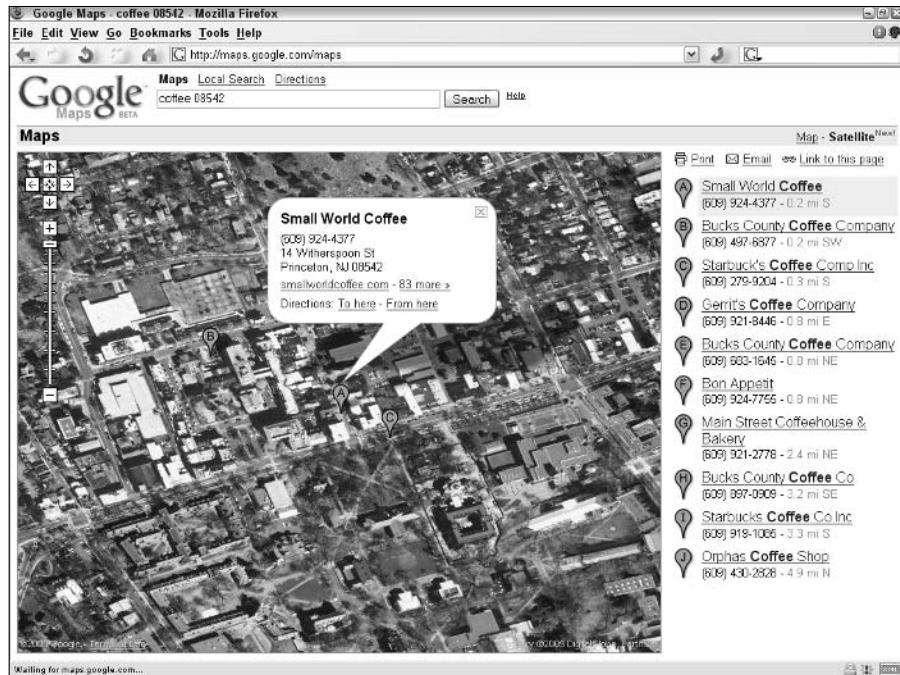 Google Maps - coffee 08542 - Mozilla Firefox
File Edit View Go Bookmarks Tools Help
http://maps.google.com/maps
Google
Maps BETA
Maps Local Search Directions
coffee 08542
Search
Help
Maps
Map - Satellite New!
Print Email Link to this page
Small World Coffee
(609) 924-4377
14 Witherspoon St
Princeton, NJ 08542
smallworldcoffee.com - 83 more »
Directions: To here - From here
A
B
C
A Small World Coffee
(609) 924-4377 - 0.2 mi S
B Bucks County Coffee Company
(609) 497-6877 - 0.2 mi SW
C Starbuck's Coffee Comp Inc
(609) 279-9204 - 0.3 mi S
D Gerrit's Coffee Company
(609) 921-8446 - 0.8 mi E
E Bucks County Coffee Company
(609) 683-1645 - 0.8 mi NE
F Bon Appetit
(609) 924-7755 - 0.8 mi NE
G Main Street Coffeehouse &
Bakery
(609) 921-2778 - 2.4 mi NE
H Bucks County Coffee Co
(609) 897-0909 - 3.2 mi SE
I Starbucks Coffee Co Inc
(609) 919-1065 - 3.3 mi S
J Orphas Coffee Shop
(609) 430-2828 - 4.9 mi N
Waiting for maps.google.com...